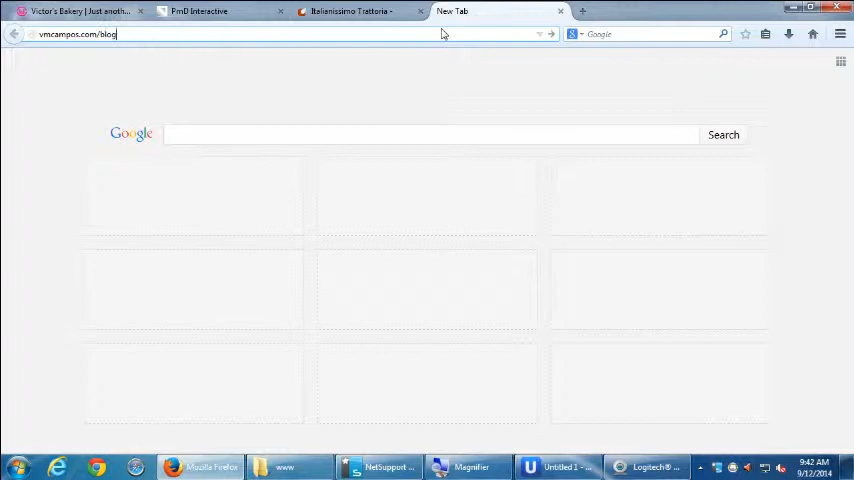 Victor's Bakery | Just anoth...
PmD Interactive
Italianissimo Trattoria -
New Tab
vmcampos.com/blog
Google
Google
Search
Mozilla Firefox
www
NetSupport ...
Magnifier
Untitled 1 - ...
Logitech® ...
9:42 AM
9/12/2014